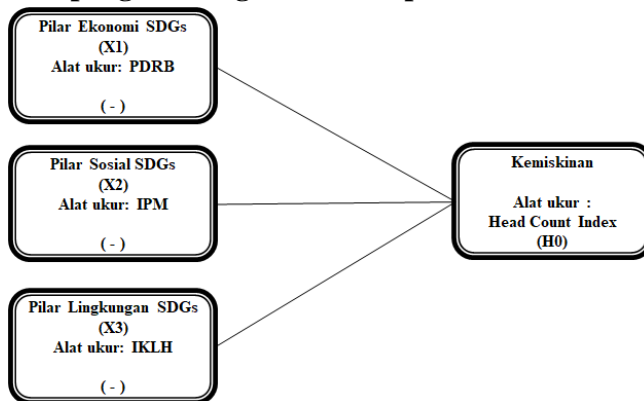 Pilar Ekonomi SDGs
(X1)
Alat ukur: PDRB
( - )
Pilar Sosial SDGs
(X2)
Alat ukur: IPM
( - )
Pilar Lingkungan SDGs
(X3)
Alat ukur: IKLH
( - )
Kemiskinan
Alat ukur :
Head Count Index
(H0)